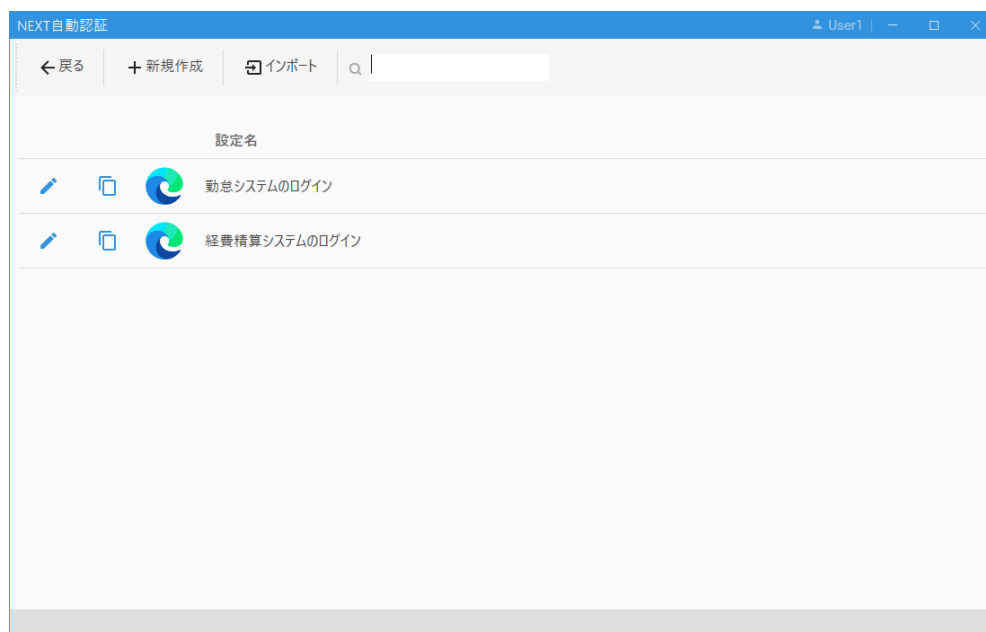 NEXT自動認証 User1
戻る 新規作成 インポート
設定名
勤怠システムのログイン
経費精算システムのログイン